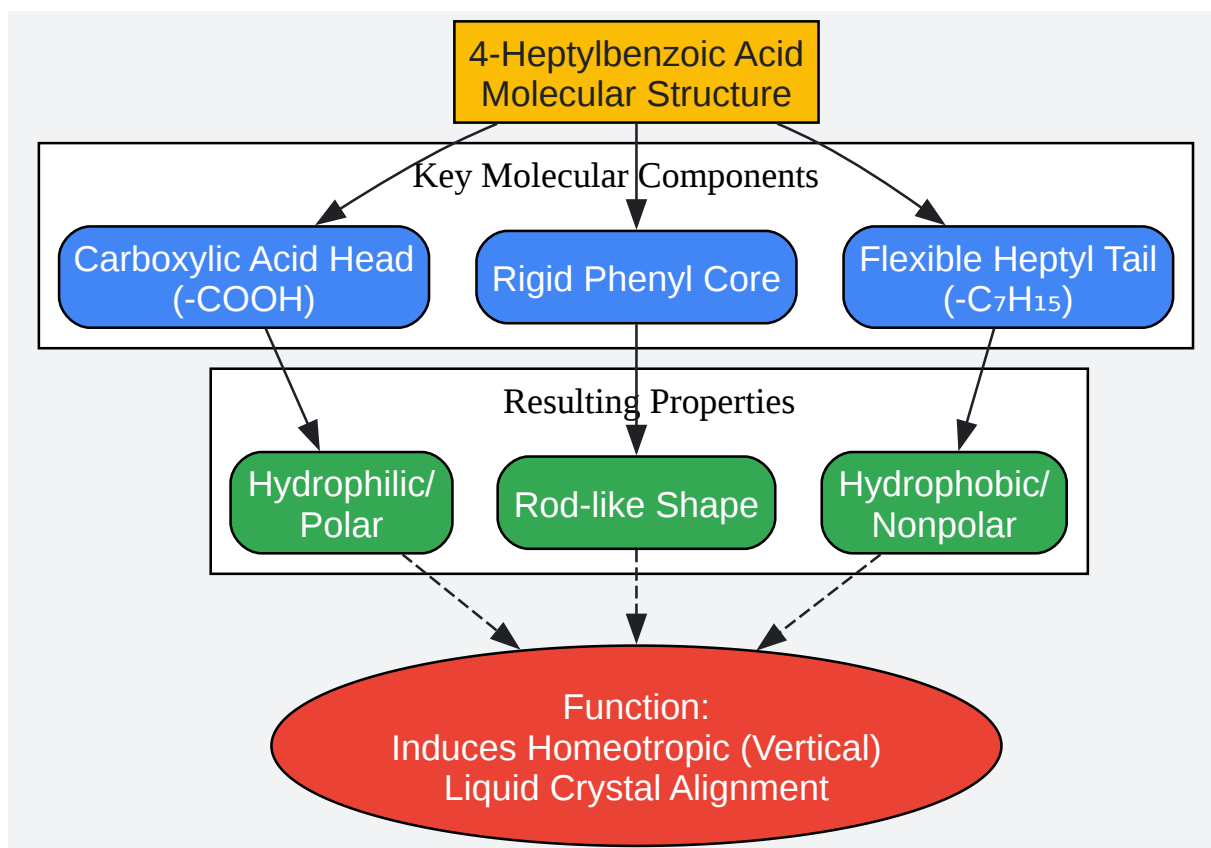 4-Heptylbenzoic Acid
Molecular Structure
Key Molecular Components
Carboxylic Acid Head
(-COOH)
Rigid Phenyl Core
Flexible Heptyl Tail
(-C₇H₁₅)
Resulting Properties
Hydrophilic/
Polar
Rod-like Shape
Hydrophobic/
Nonpolar
Function:
Induces Homeotropic (Vertical)
Liquid Crystal Alignment